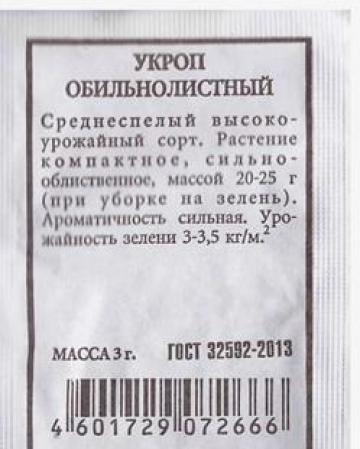 УКРОП
ОБИЛЬНОЛИСТНЫЙ
Среднеспелый высоко-
урожайный сорт. Растение
компактное, сильно-
облиственное, массой 20-25 г
(при уборке на зелень).
Ароматичность сильная. Уро-
жайность зелени 3-3,5 кг/м.²
МАССА 3 г. ГОСТ 32592-2013
4 601729 072666